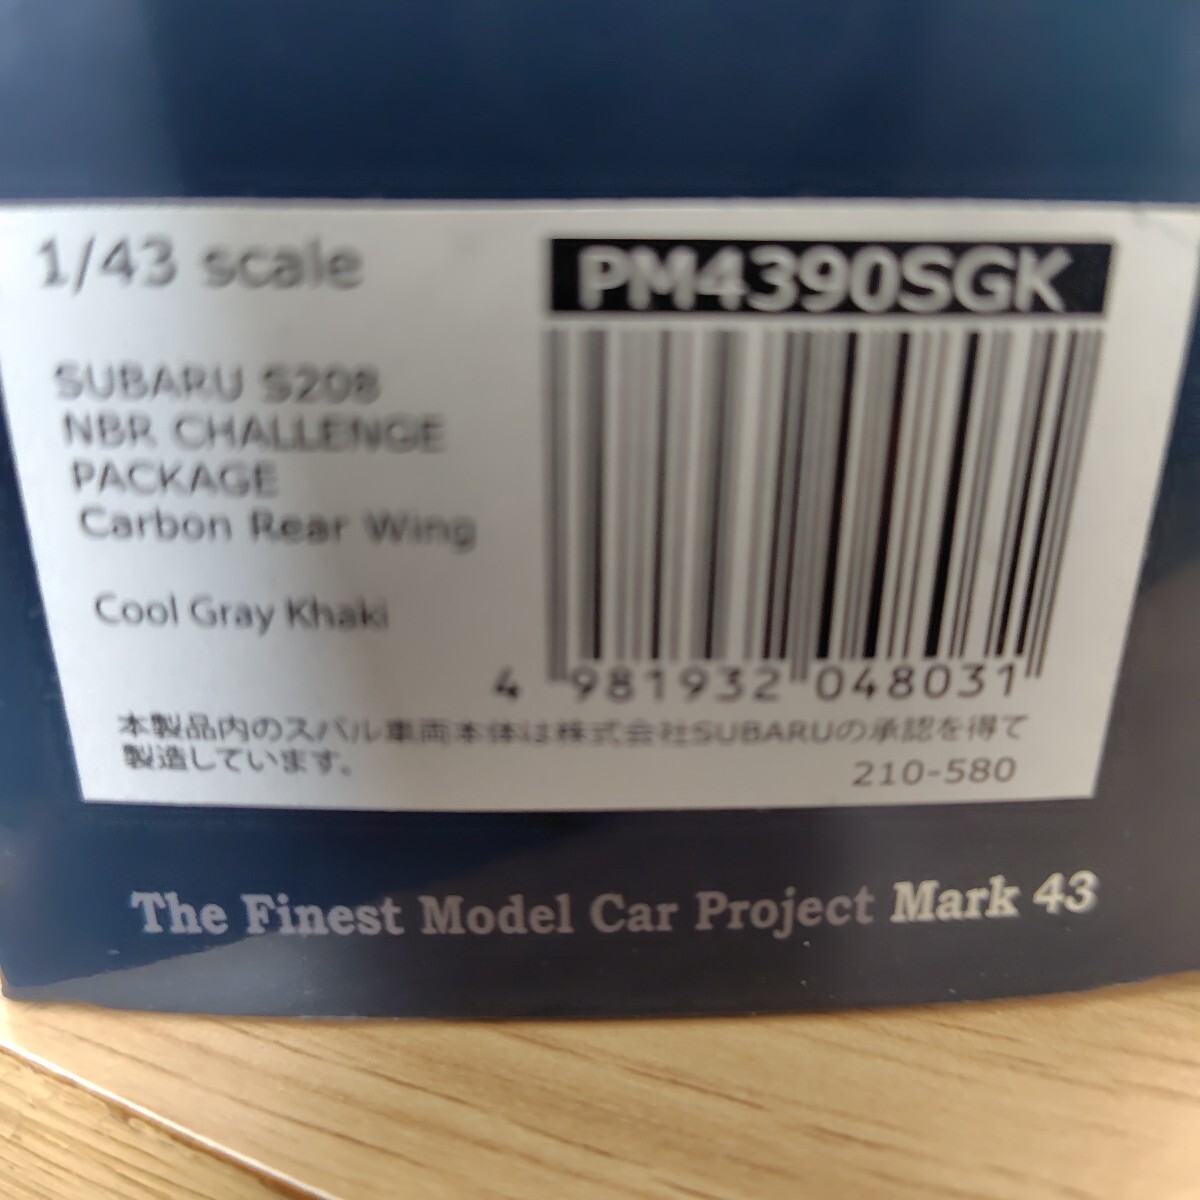 1/43 scale
PM4390SGK
SUBARU S208
NBR CHALLENGE
PACKAGE
Carbon Rear Wing
Cool Gray Khaki
4 981932 048031
本製品内のスバル車両本体は株式会社SUBARUの承認を得て
製造しています。
210-580
The Finest Model Car Project Mark 43